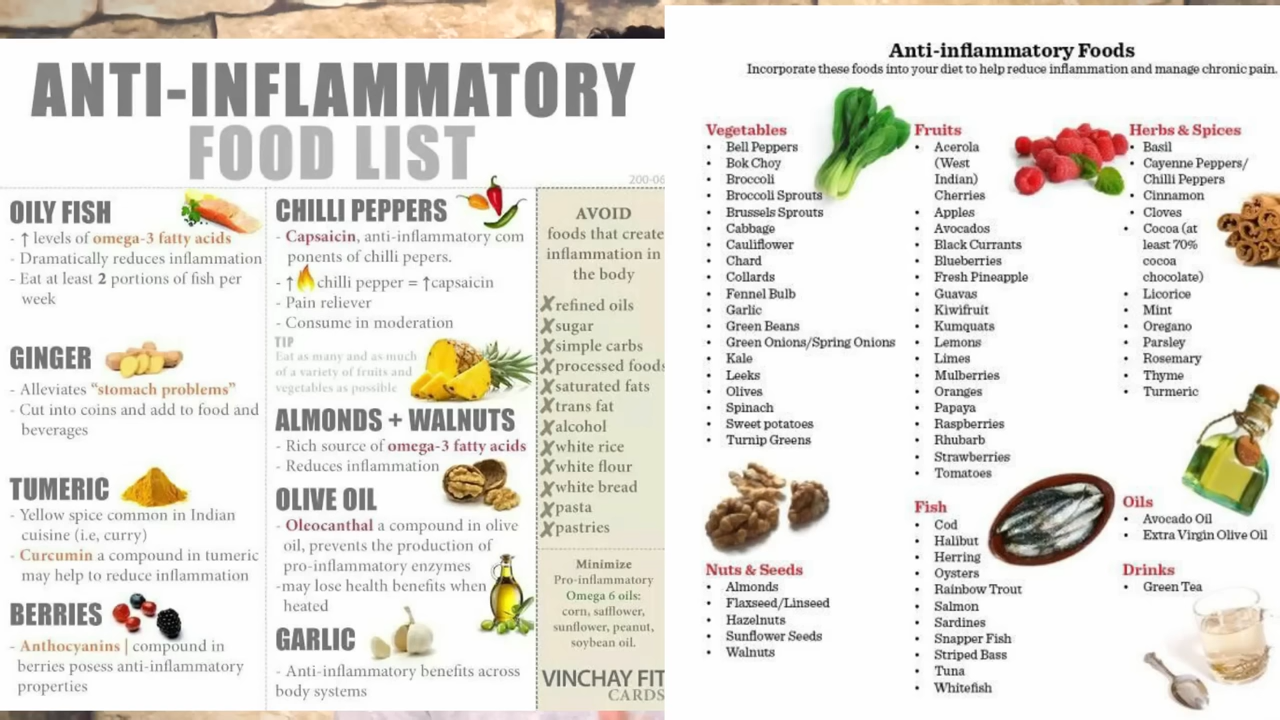 ANTI-INFLAMMATORY
FOOD LIST
200-06
OILY FISH
- ↑ levels of omega-3 fatty acids
- Dramatically reduces inflammation
- Eat at least 2 portions of fish per
week
GINGER
- Alleviates “stomach problems”
- Cut into coins and add to food and
beverages
TUMERIC
- Yellow spice common in Indian
cuisine (i.e, curry)
- Curcumin a compound in tumeric
may help to reduce inflammation
BERRIES
- Anthocyanins | compound in
berries posess anti-inflammatory
properties
CHILLI PEPPERS
- Capsaicin, anti-inflammatory com
ponents of chilli pepers.
- ↑ chilli pepper = ↑capsaicin
- Pain reliever
- Consume in moderation
TIP
Eat as many and as much
of a variety of fruits and
vegetables as possible
ALMONDS + WALNUTS
- Rich source of omega-3 fatty acids
- Reduces inflammation
OLIVE OIL
- Oleocanthal a compound in olive
oil, prevents the production of
pro-inflammatory enzymes
-may lose health benefits when
heated
GARLIC
- Anti-inflammatory benefits across
body systems
AVOID
foods that create
inflammation in
the body
✗refined oils
✗sugar
✗simple carbs
✗processed foods
✗saturated fats
✗trans fat
✗alcohol
✗white rice
✗white flour
✗white bread
✗pasta
✗pastries
Minimize
Pro-inflammatory
Omega 6 oils:
corn, safflower,
sunflower, peanut,
soybean oil.
VINCHAY FIT
CARDS
Anti-inflammatory Foods
Incorporate these foods into your diet to help reduce inflammation and manage chronic pain.
Vegetables
• Bell Peppers
• Bok Choy
• Broccoli
• Broccoli Sprouts
• Brussels Sprouts
• Cabbage
• Cauliflower
• Chard
• Collards
• Fennel Bulb
• Garlic
• Green Beans
• Green Onions/Spring Onions
• Kale
• Leeks
• Olives
• Spinach
• Sweet potatoes
• Turnip Greens
Nuts & Seeds
• Almonds
• Flaxseed/Linseed
• Hazelnuts
• Sunflower Seeds
• Walnuts
Fruits
• Acerola
(West
Indian)
Cherries
• Apples
• Avocados
• Black Currants
• Blueberries
• Fresh Pineapple
• Guavas
• Kiwifruit
• Kumquats
• Lemons
• Limes
• Mulberries
• Oranges
• Papaya
• Raspberries
• Rhubarb
• Strawberries
• Tomatoes
Fish
• Cod
• Halibut
• Herring
• Oysters
• Rainbow Trout
• Salmon
• Sardines
• Snapper Fish
• Striped Bass
• Tuna
• Whitefish
Herbs & Spices
• Basil
• Cayenne Peppers/
Chilli Peppers
• Cinnamon
• Cloves
• Cocoa (at
least 70%
cocoa
chocolate)
• Licorice
• Mint
• Oregano
• Parsley
• Rosemary
• Thyme
• Turmeric
Oils
• Avocado Oil
• Extra Virgin Olive Oil
Drinks
• Green Tea